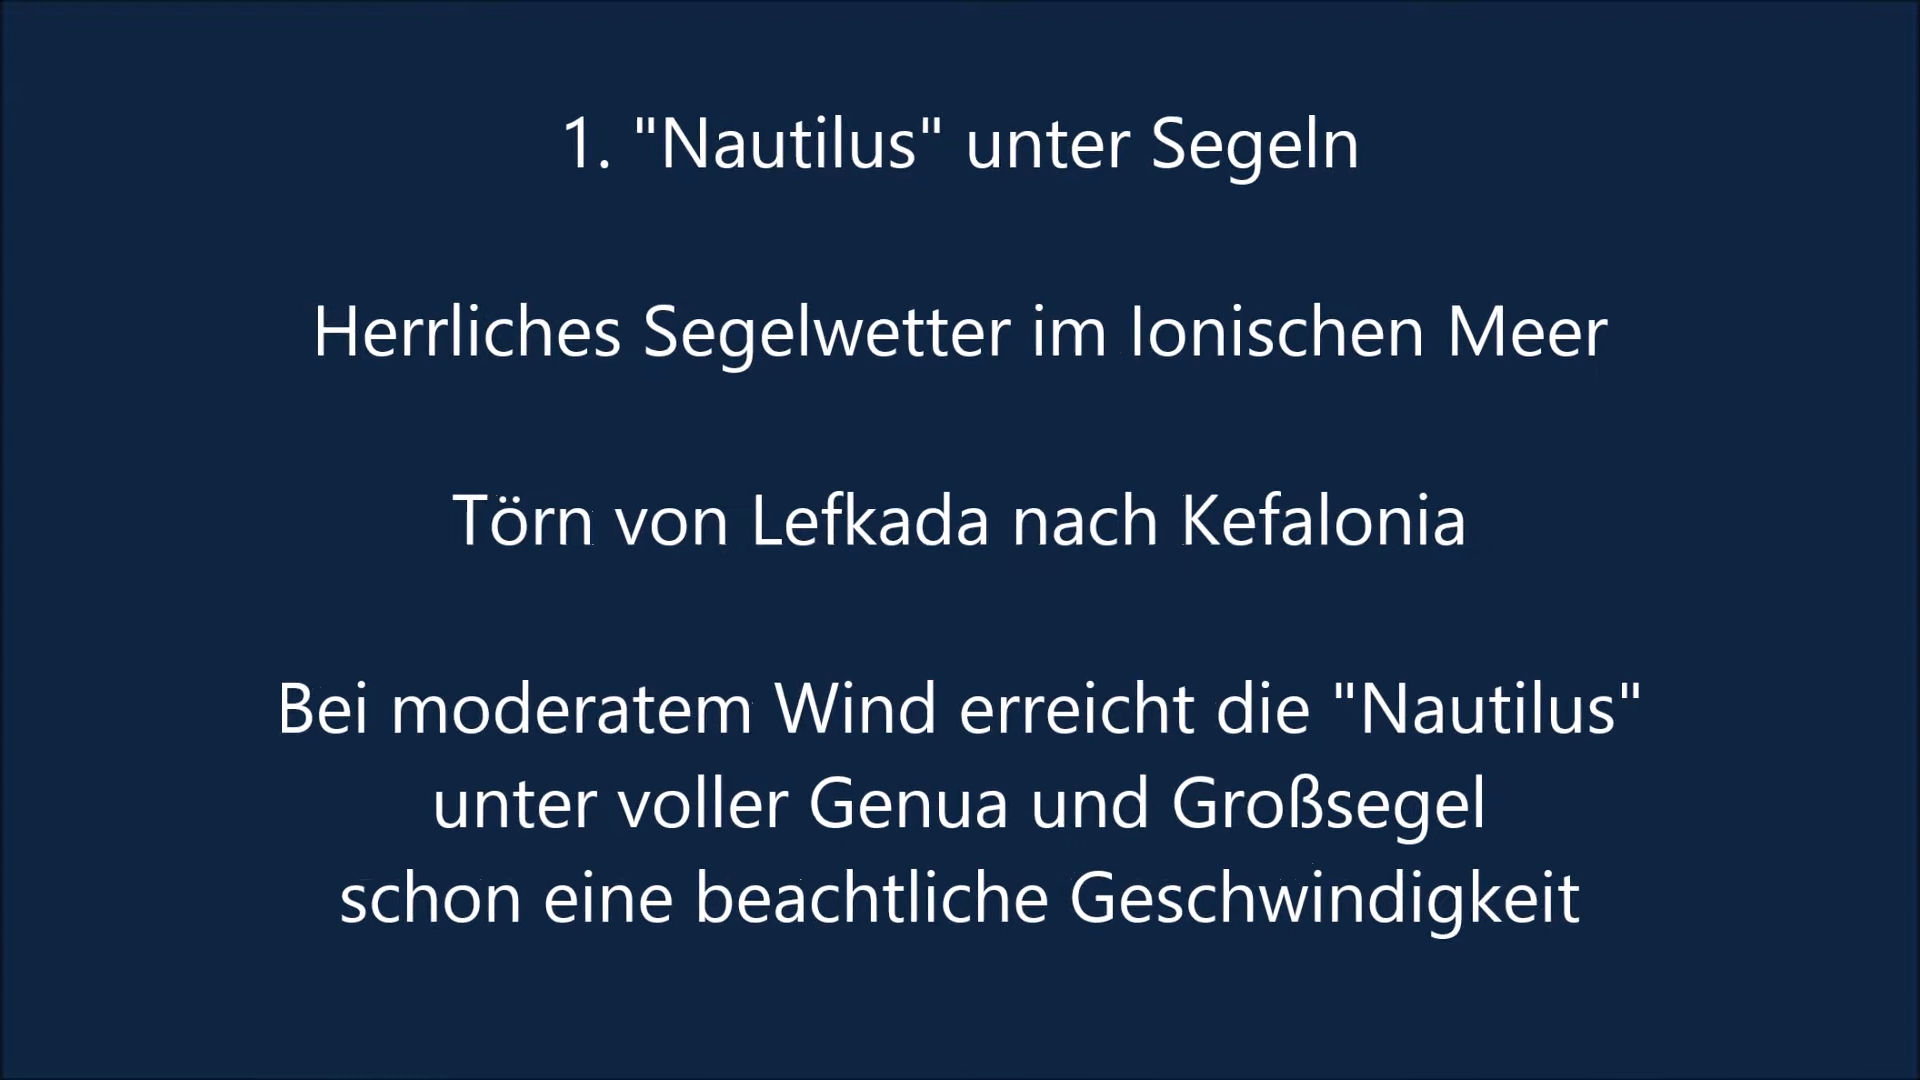 1. "Nautilus" unter Segeln
Herrliches Segelwetter im Ionischen Meer
Törn von Lefkada nach Kefalonia
Bei moderatem Wind erreicht die "Nautilus"
unter voller Genua und Großsegel
schon eine beachtliche Geschwindigkeit